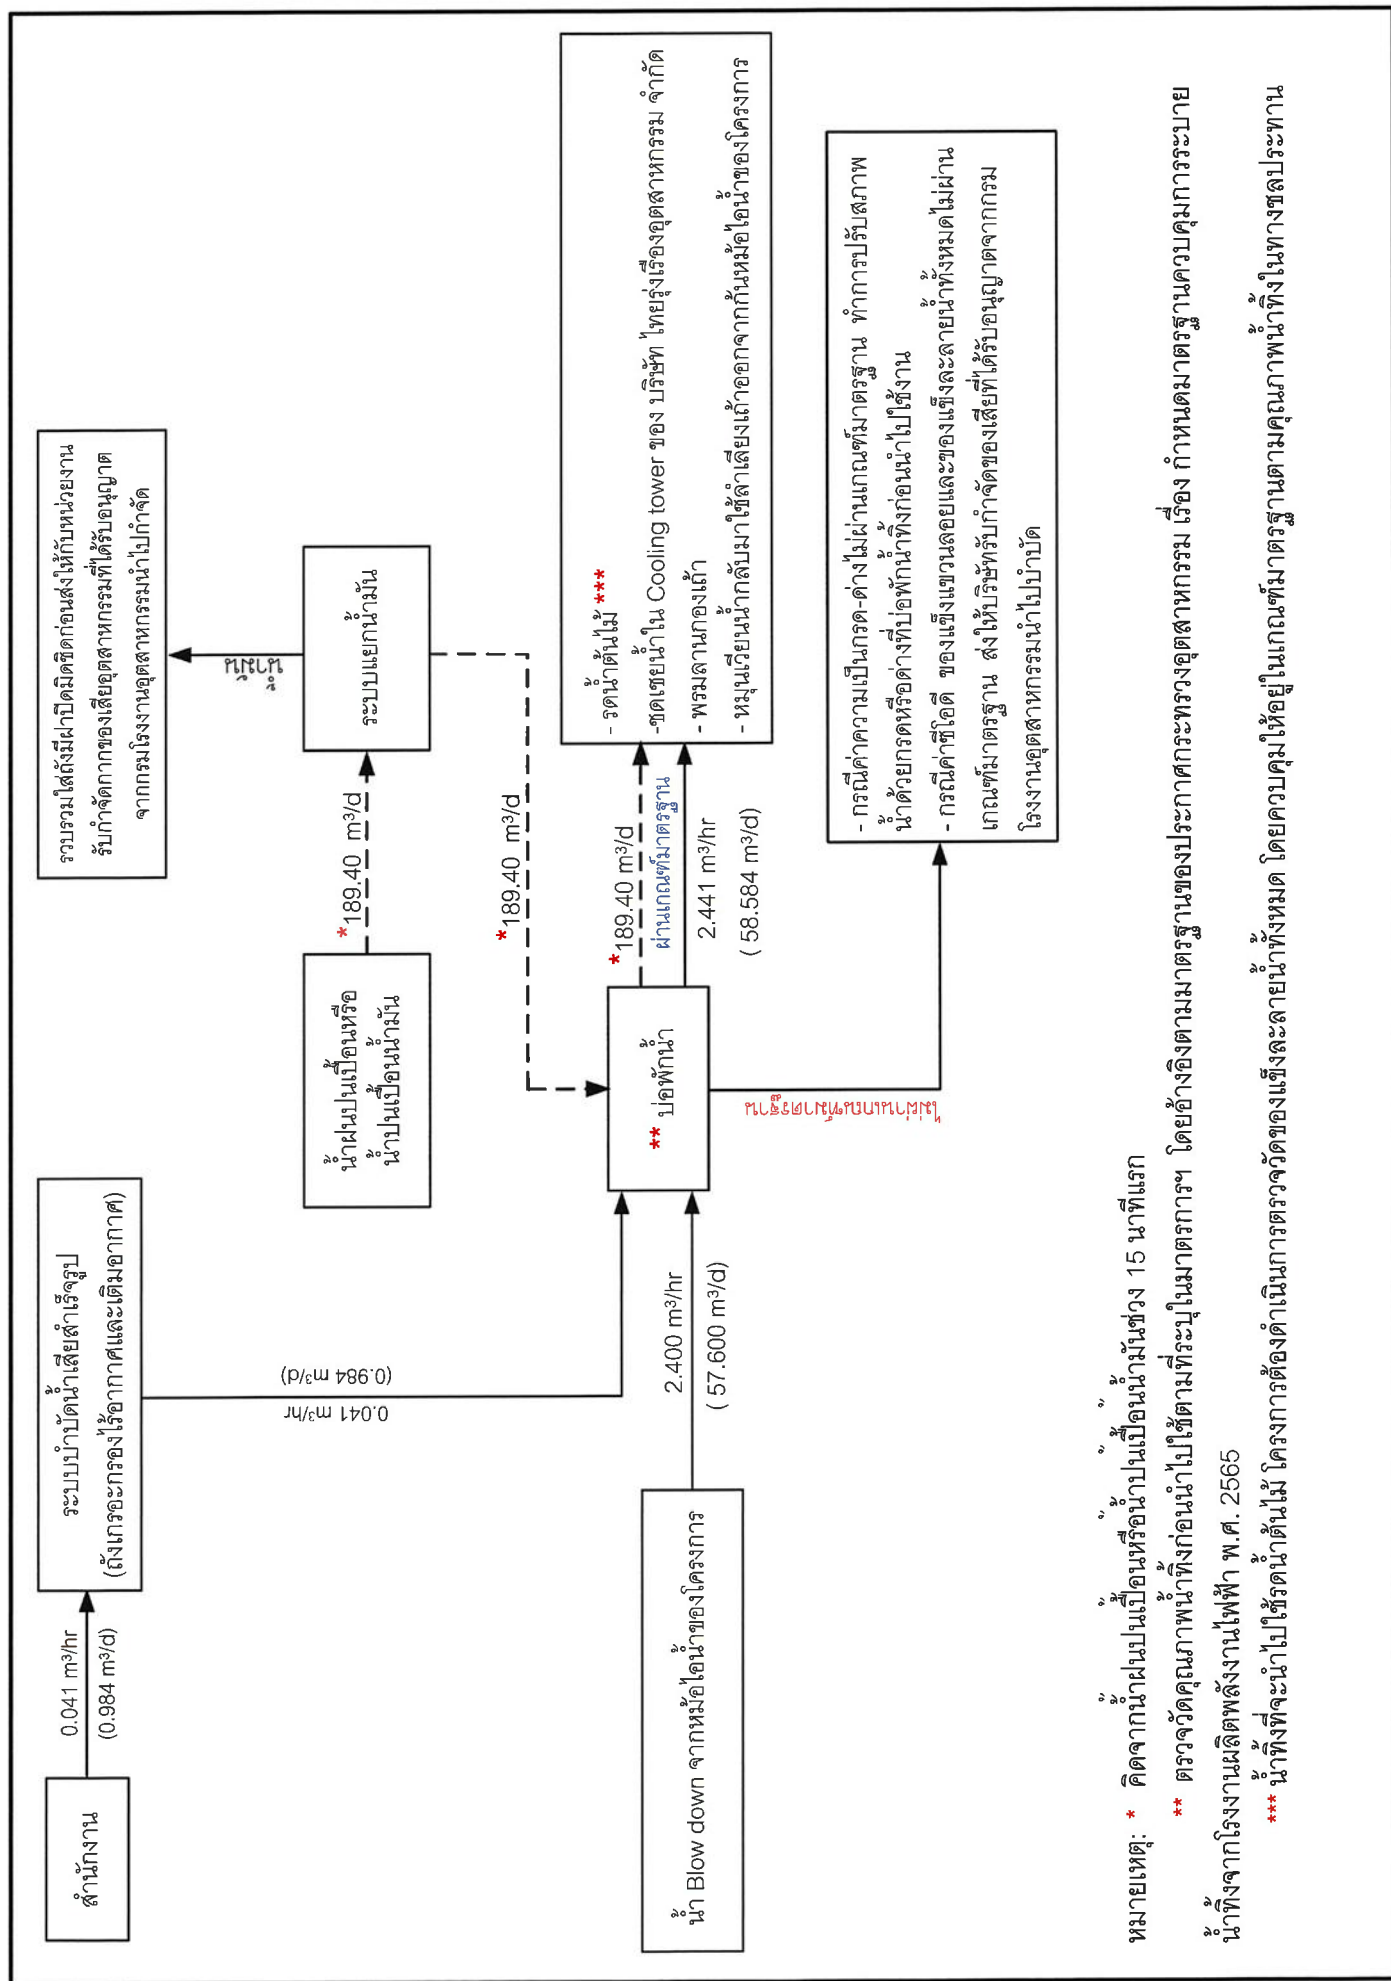 สำนักงาน
0.041 m³/hr
(0.984 m³/d)
ระบบบำบัดน้ำเสียสำเร็จรูป
(ถังเกรอะกรองไร้อากาศและเติมอากาศ)
0.041 m³/hr
(0.984 m³/d)
น้ำฝนปนเปื้อนหรือ
น้ำปนเปื้อนน้ำมัน
*189.40 m³/d
ระบบแยกน้ำมัน
น้ำมัน
รวบรวมใส่ถังมีฝาปิดมิดชิดก่อนส่งให้กับหน่วยงาน
รับกำจัดกากของเสียอุตสาหกรรมที่ได้รับอนุญาต
จากกรมโรงงานอุตสาหกรรมนำไปกำจัด
*189.40 m³/d
น้ำ Blow down จากหม้อไอน้ำของโครงการ
2.400 m³/hr
( 57.600 m³/d)
** บ่อพักน้ำ
*189.40 m³/d
ผ่านเกณฑ์มาตรฐาน
2.441 m³/hr
( 58.584 m³/d)
- รดน้ำต้นไม้ ***
-ชดเชยน้ำใน Cooling tower ของ บริษัท ไทยรุ่งเรืองอุตสาหกรรม จำกัด
- พรมลานกองเถ้า
- หมุนเวียนน้ำกลับมาใช้ลำเลียงเถ้าออกจากก้นหม้อไอน้ำของโครงการ
ไม่ผ่านเกณฑ์มาตรฐาน
- กรณีค่าความเป็นกรด-ด่างไม่ผ่านเกณฑ์มาตรฐาน ทำการปรับสภาพ
น้ำด้วยกรดหรือด่างที่บ่อพักน้ำทิ้งก่อนนำไปใช้งาน
- กรณีค่าซีโอดี ของแข็งแขวนลอยและของแข็งละลายน้ำทั้งหมดไม่ผ่าน
เกณฑ์มาตรฐาน ส่งให้บริษัทรับกำจัดของเสียที่ได้รับอนุญาตจากกรม
โรงงานอุตสาหกรรมนำไปบำบัด
หมายเหตุ: * คิดจากน้ำฝนปนเปื้อนหรือน้ำปนเปื้อนน้ำมันช่วง 15 นาทีแรก
** ตรวจวัดคุณภาพน้ำทิ้งก่อนนำไปใช้ตามที่ระบุในมาตรการฯ โดยอ้างอิงตามมาตรฐานของประกาศกระทรวงอุตสาหกรรม เรื่อง กำหนดมาตรฐานควบคุมการระบาย
น้ำทิ้งจากโรงงานผลิตพลังงานไฟฟ้า พ.ศ. 2565
*** น้ำทิ้งที่จะนำไปใช้รดน้ำต้นไม้ โครงการต้องดำเนินการตรวจวัดของแข็งละลายน้ำทั้งหมด โดยควบคุมให้อยู่ในเกณฑ์มาตรฐานตามคุณภาพน้ำทิ้งในทางชลประทาน